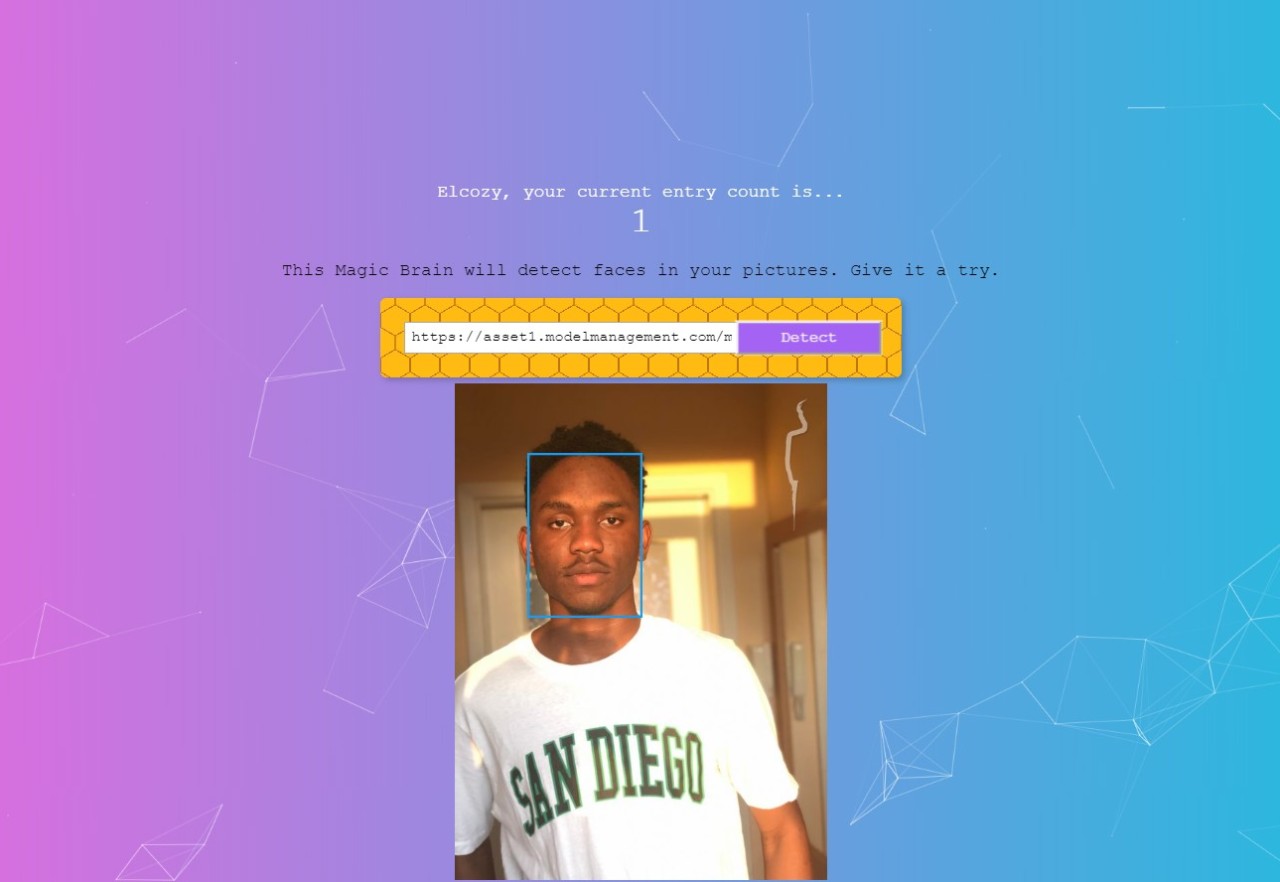 Elcozy, your current entry count is...
1
This Magic Brain will detect faces in your pictures. Give it a try.
https://asset1.modelmanagement.com/m
Detect
SAN DIEGO